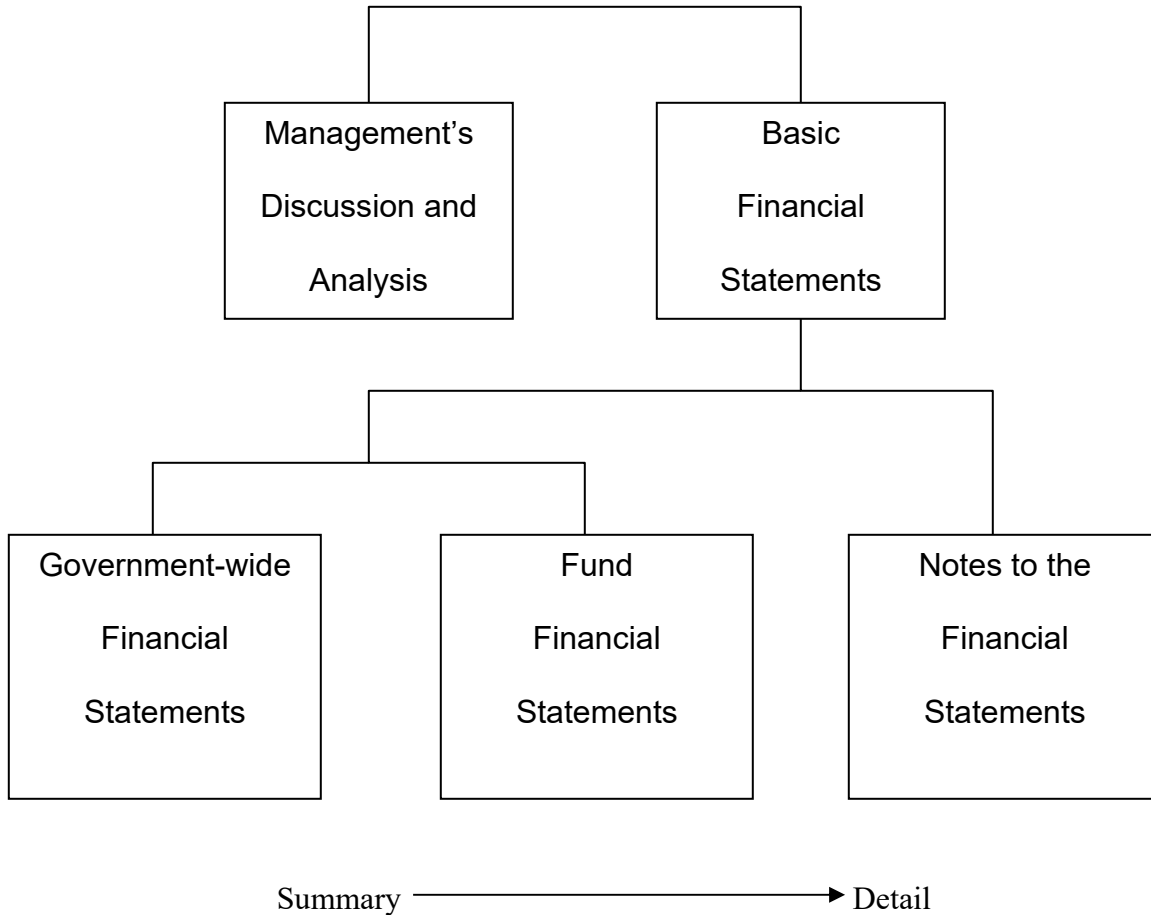 Management’s
Discussion and
Analysis
Basic
Financial
Statements
Government-wide
Financial
Statements
Fund
Financial
Statements
Notes to the
Financial
Statements
Summary
Detail